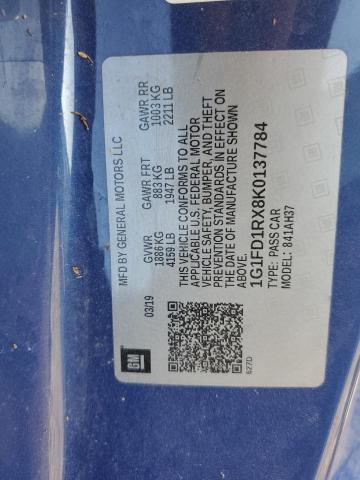 MFD BY GENERAL MOTORS LLC
03/19
GVWR GAWR FRT GAWR RR
1886 KG 883 KG 1003 KG
4159 LB 1947 LB 2211 LB
THIS VEHICLE CONFORMS TO ALL
APPLICABLE U.S. FEDERAL MOTOR
VEHICLE SAFETY, BUMPER, AND THEFT
PREVENTION STANDARDS IN EFFECT ON
THE DATE OF MANUFACTURE SHOWN
ABOVE.
1G1FD1RX8K0137784
TYPE: PASS CAR
MODEL: 841AH37
GM
627D